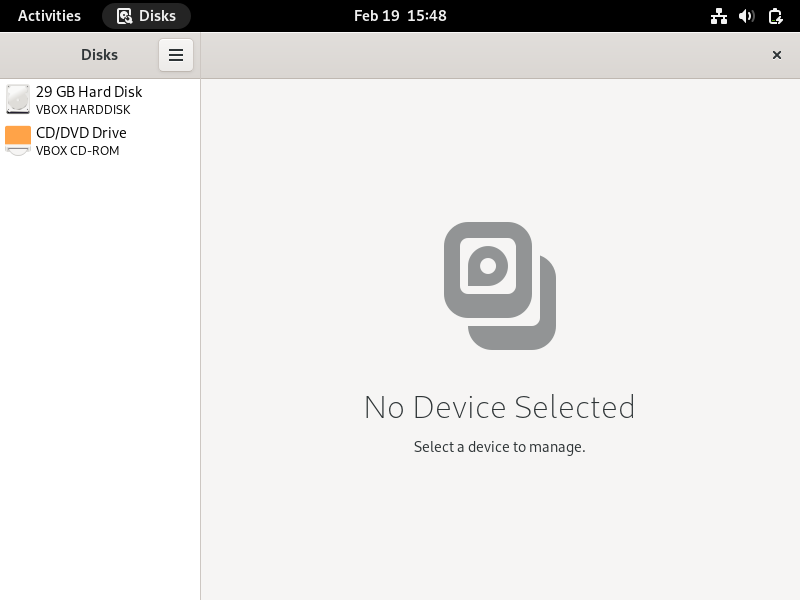 Activities
Disks
Feb 19 15:48
Disks
29 GB Hard Disk
VBOX HARDDISK
CD/DVD Drive
VBOX CD-ROM
No Device Selected
Select a device to manage.